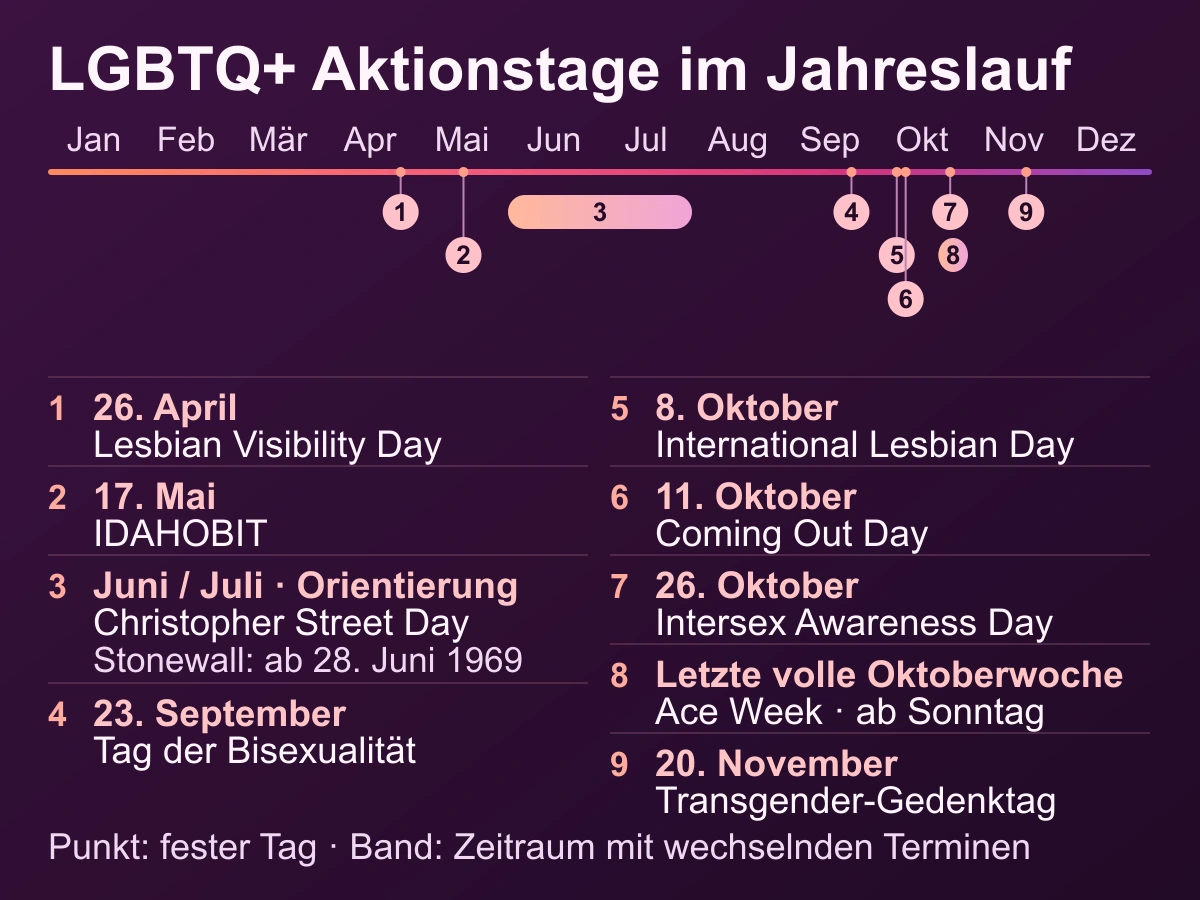 LGBTQ+ Aktionstage im Jahreslauf
Jan Feb Mär Apr Mai Jun Jul Aug Sep Okt Nov Dez
1 3 4 7 9
2 5 8
6
1 26. April
Lesbian Visibility Day
2 17. Mai
IDAHOBIT
3 Juni / Juli · Orientierung
Christopher Street Day
Stonewall: ab 28. Juni 1969
4 23. September
Tag der Bisexualität
5 8. Oktober
International Lesbian Day
6 11. Oktober
Coming Out Day
7 26. Oktober
Intersex Awareness Day
8 Letzte volle Oktoberwoche
Ace Week · ab Sonntag
9 20. November
Transgender-Gedenktag
Punkt: fester Tag · Band: Zeitraum mit wechselnden Terminen